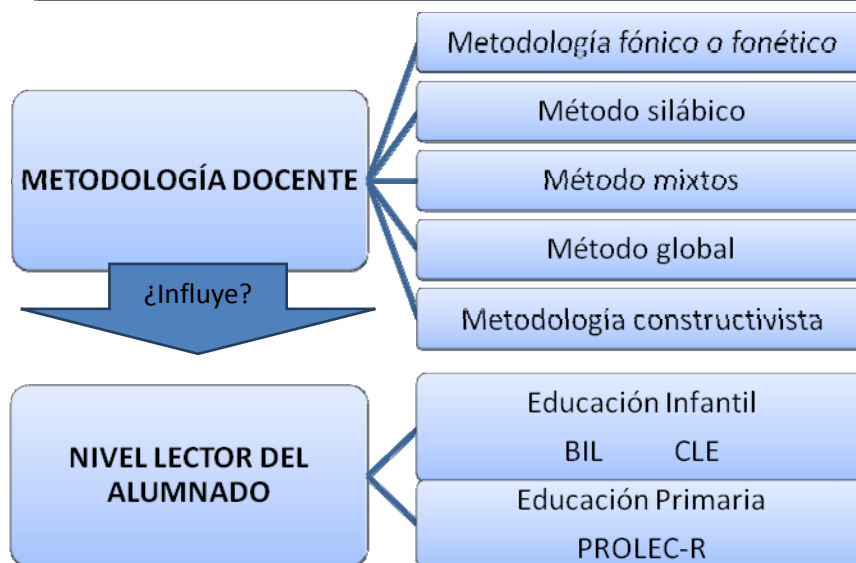 Metodología fónico o fonético
Método silábico
METODOLOGÍA DOCENTE
Método mixtos
Método global
¿Influye?
Metodología constructivista
Educación Infantil
BIL CLE
NIVEL LECTOR DEL
ALUMNADO
Educación Primaria
PROLEC-R